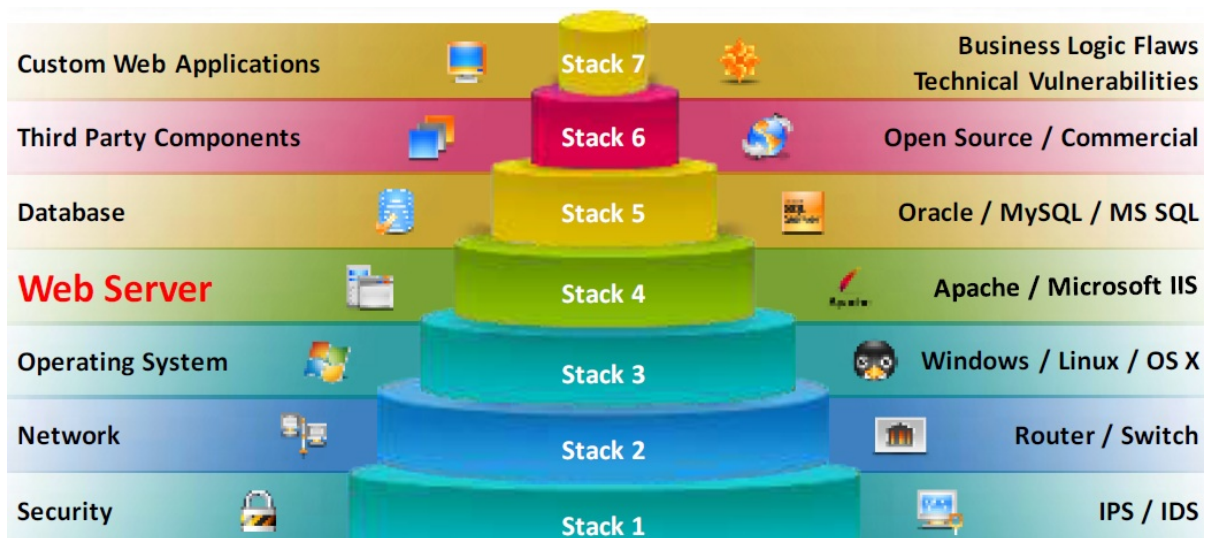 Custom Web Applications
Stack 7
Business Logic Flaws
Technical Vulnerabilities
Third Party Components
Stack 6
Open Source / Commercial
Database
Stack 5
Oracle / MySQL / MS SQL
Web Server
Stack 4
Apache / Microsoft IIS
Operating System
Stack 3
Windows / Linux / OS X
Network
Stack 2
Router / Switch
Security
Stack 1
IPS / IDS